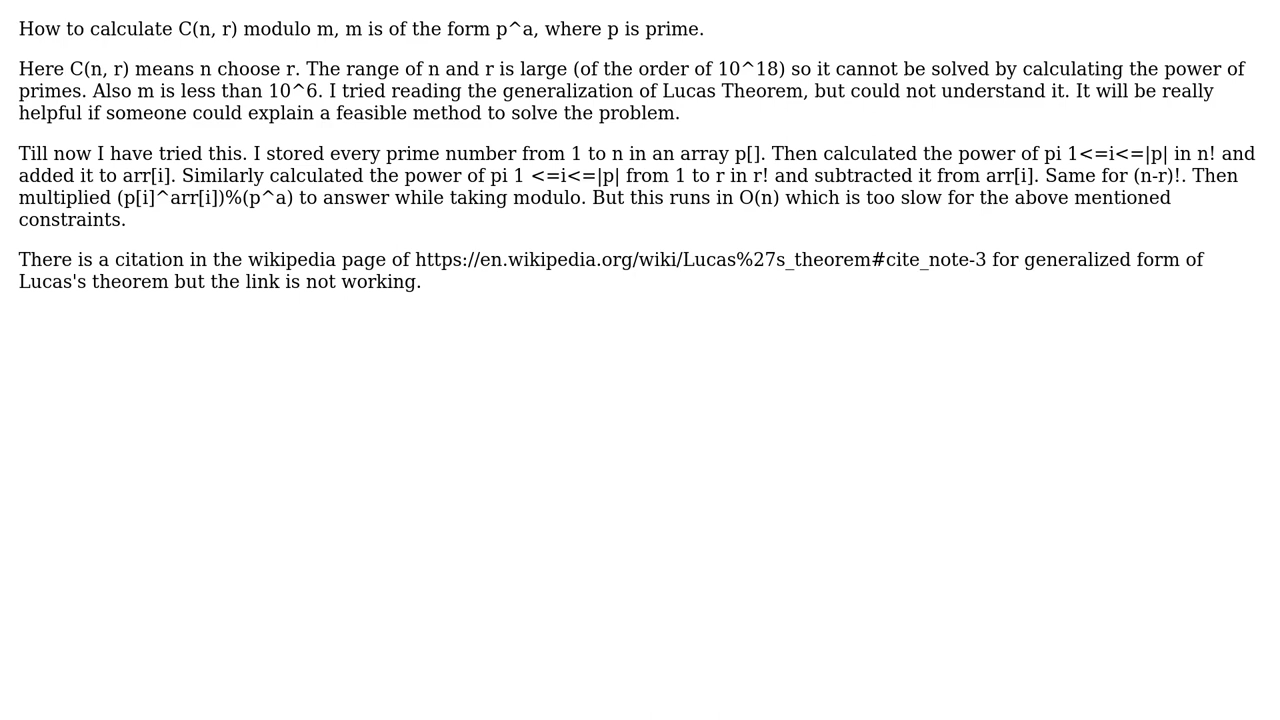 How to calculate C(n, r) modulo m, m is of the form p^a, where p is prime.
Here C(n, r) means n choose r. The range of n and r is large (of the order of 10^18) so it cannot be solved by calculating the power of
primes. Also m is less than 10^6. I tried reading the generalization of Lucas Theorem, but could not understand it. It will be really
helpful if someone could explain a feasible method to solve the problem.
Till now I have tried this. I stored every prime number from 1 to n in an array p[]. Then calculated the power of pi 1<=i<=|p| in n! and
added it to arr[i]. Similarly calculated the power of pi 1 <=i<=|p| from 1 to r in r! and subtracted it from arr[i]. Same for (n-r)!. Then
multiplied (p[i]^arr[i])%(p^a) to answer while taking modulo. But this runs in O(n) which is too slow for the above mentioned
constraints.
There is a citation in the wikipedia page of https://en.wikipedia.org/wiki/Lucas%27s_theorem#cite_note-3 for generalized form of
Lucas's theorem but the link is not working.